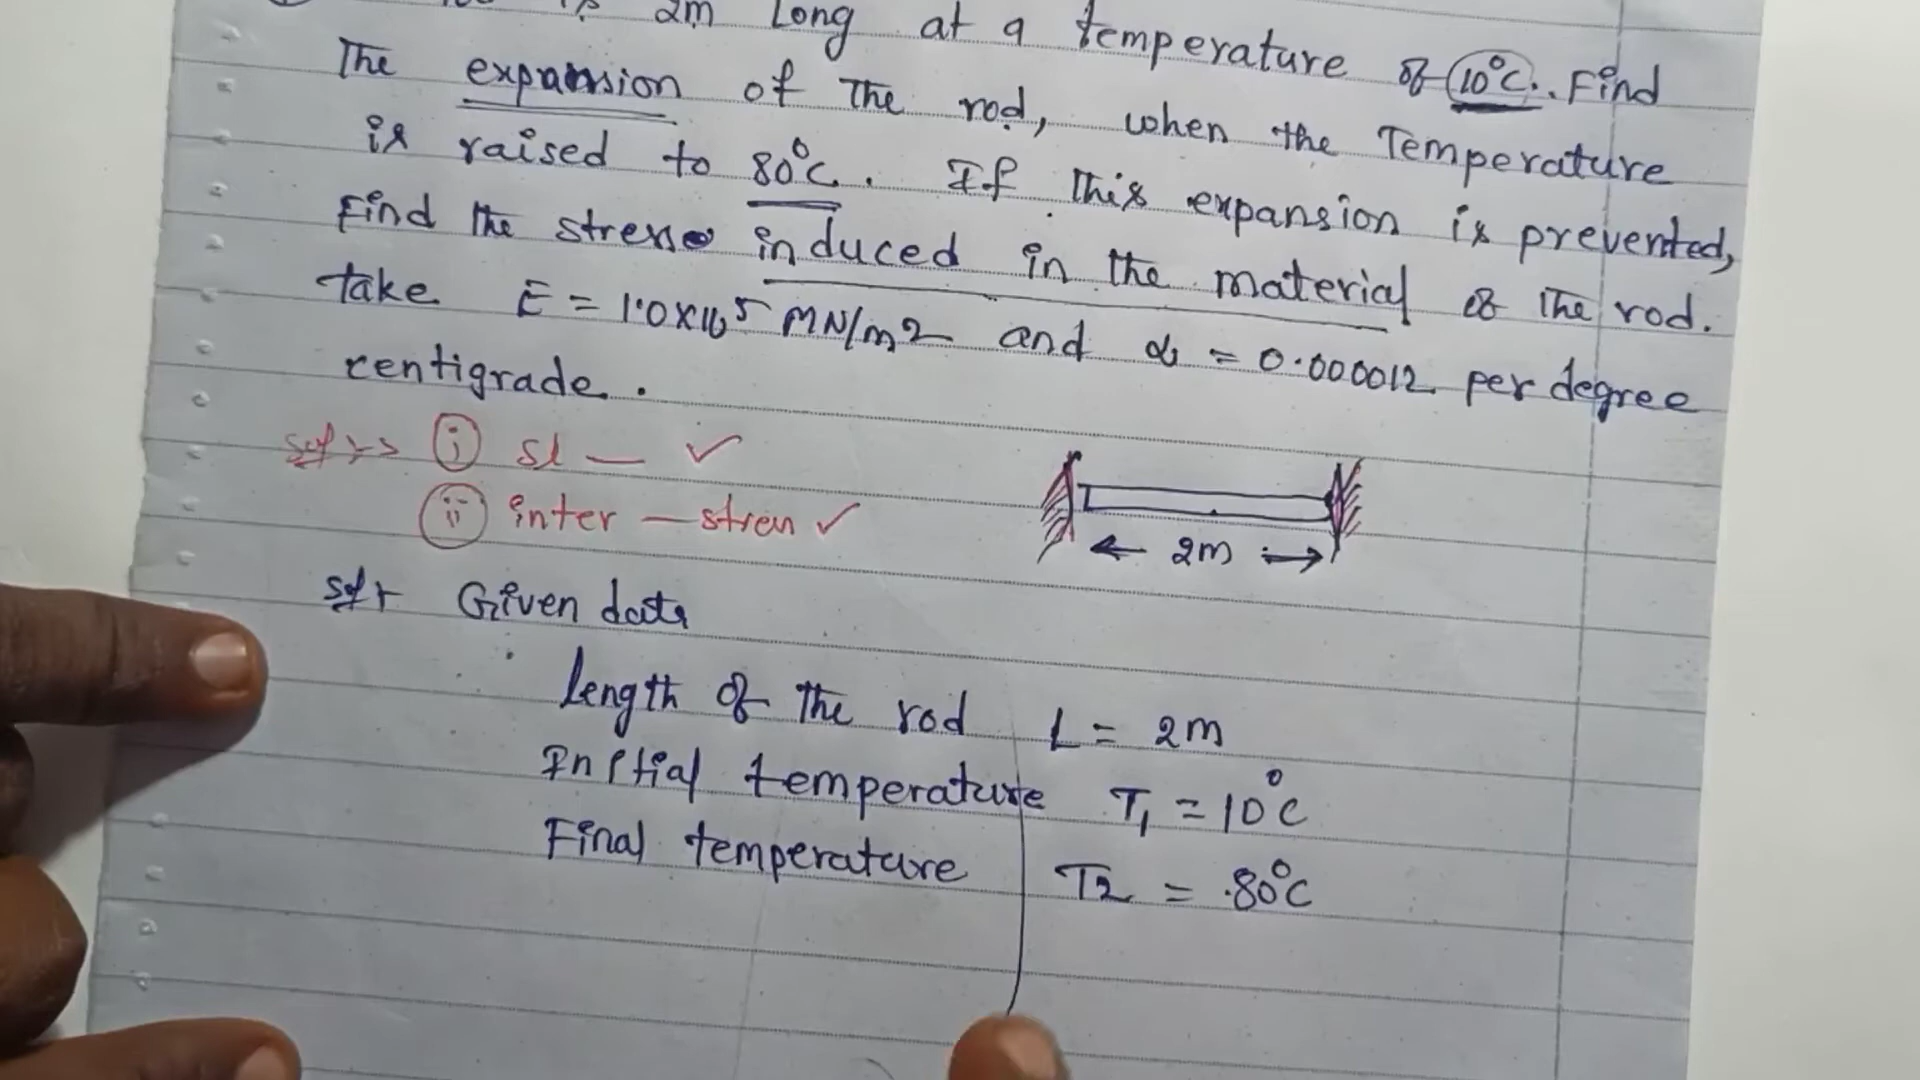 2m Long at a temperature of 10°C. Find
The expansion of The rod, when the Temperature
is raised to 80°C. If This expansion is prevented,
Find the stress induced in the material of The rod.
take E = 1.0×10⁵ MN/m2 and α = 0.000012 per degree
centigrade.
(i) δl — ✓
(ii) inter — stren ✓
2m
Given data
Length of the rod L = 2m
Initial temperature T₁ = 10°C
Final temperature T2 = 80°C